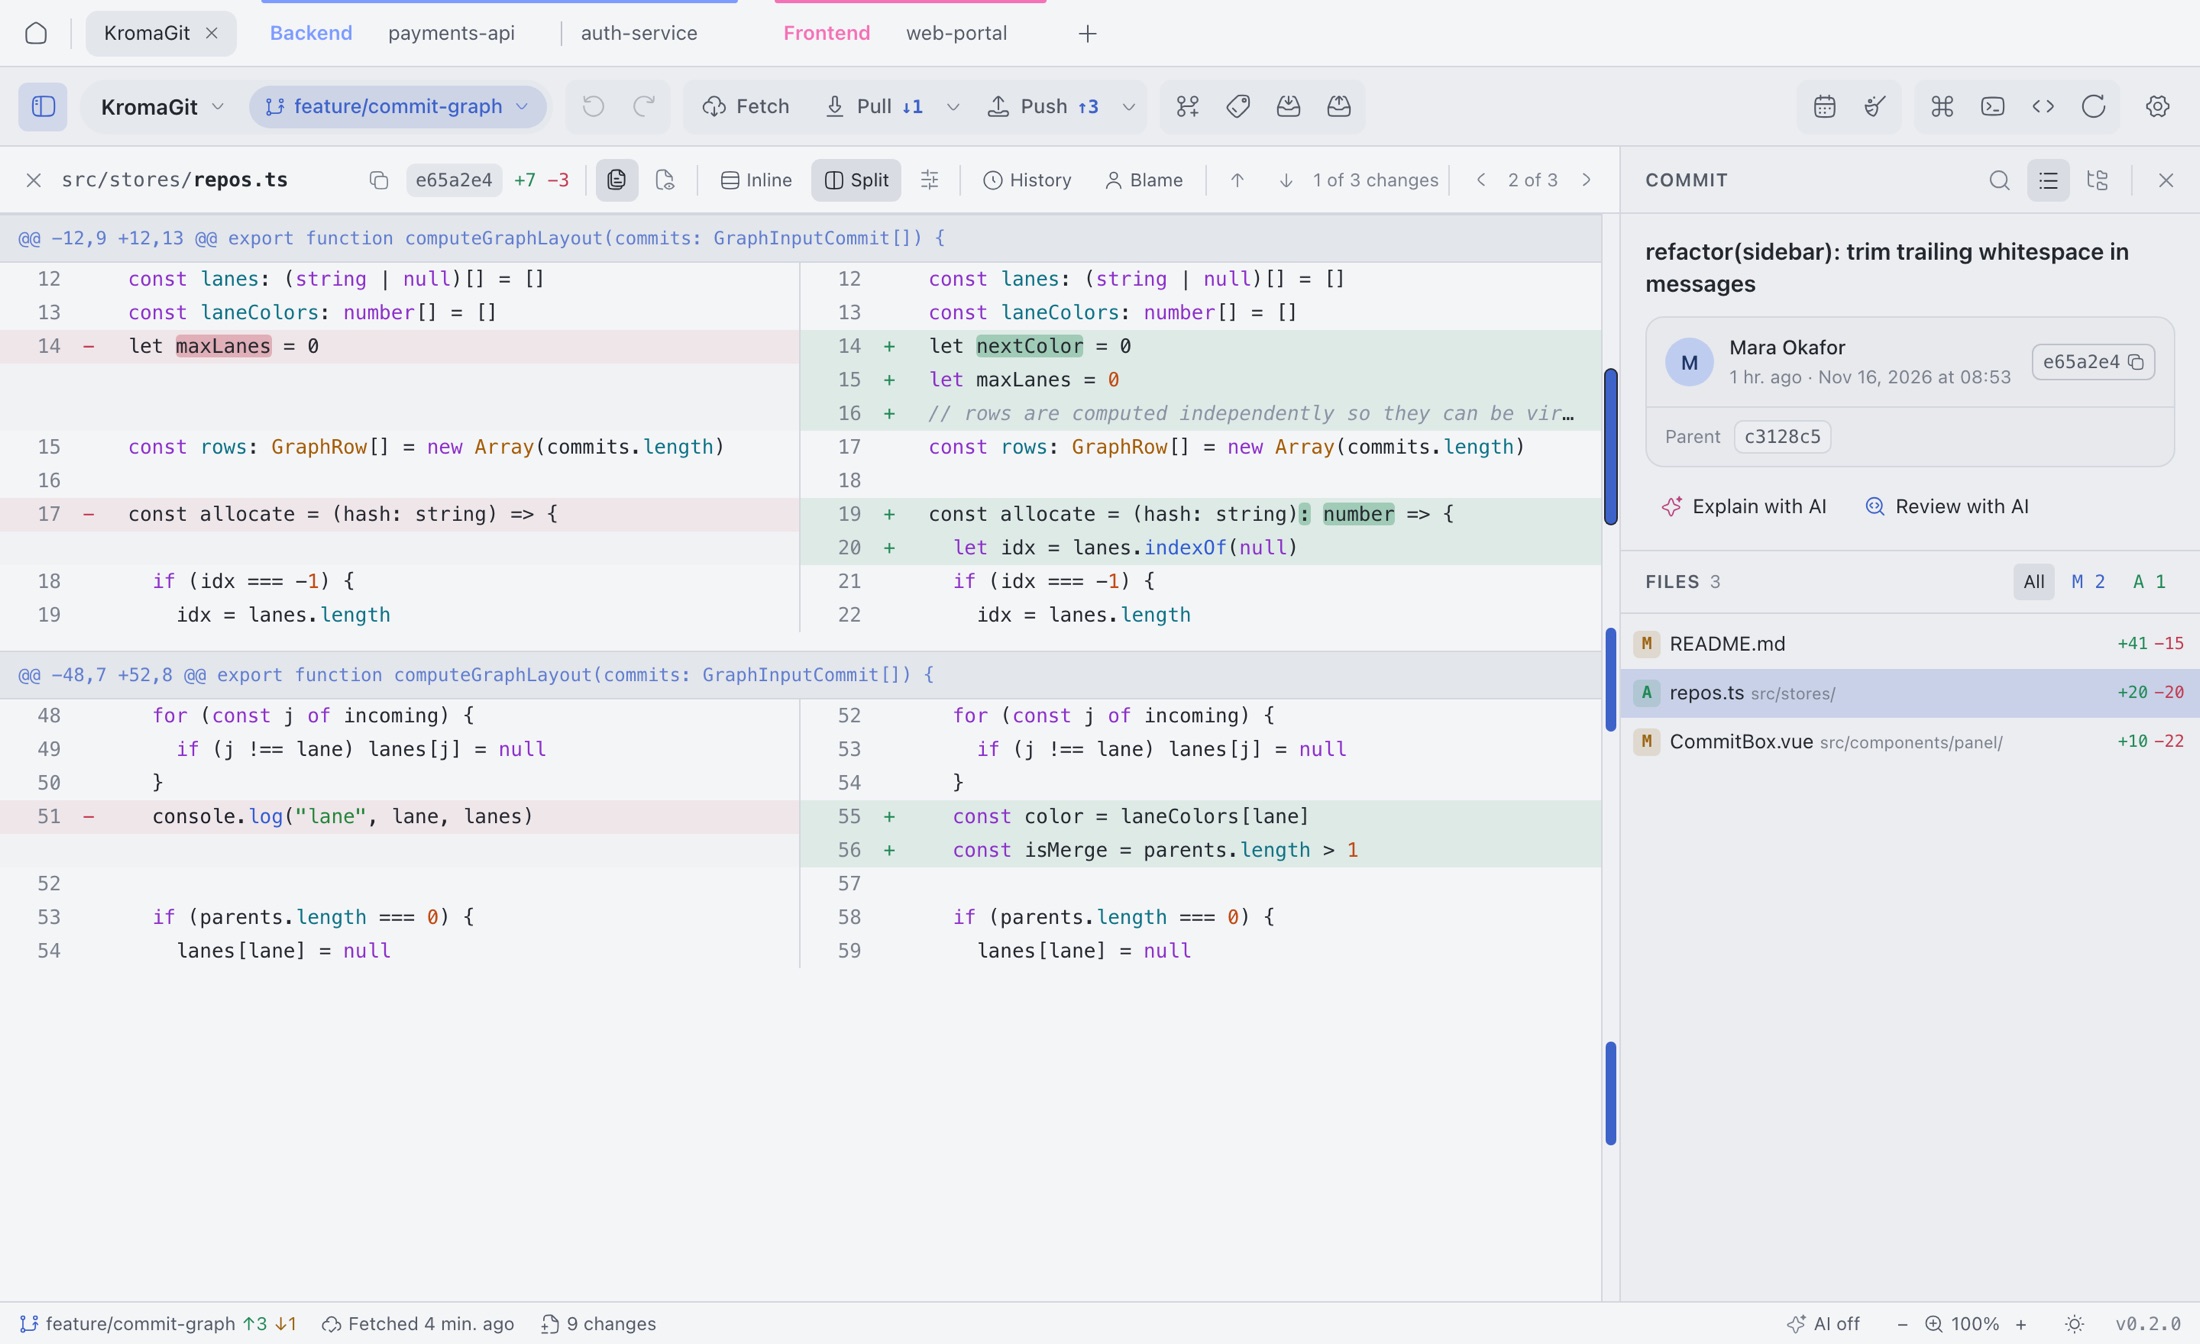 KromaGit Backend payments-api auth-service Frontend web-portal
KromaGit feature/commit-graph Fetch Pull ↓1 Push ↑3
src/stores/repos.ts e65a2e4 +7 −3 Inline Split History Blame 1 of 3 changes 2 of 3
@@ −12,9 +12,13 @@ export function computeGraphLayout(commits: GraphInputCommit[]) {
12 const lanes: (string | null)[] = []
13 const laneColors: number[] = []
14 − let maxLanes = 0
15 const rows: GraphRow[] = new Array(commits.length)
16
17 − const allocate = (hash: string) => {
18 if (idx === −1) {
19 idx = lanes.length
12 const lanes: (string | null)[] = []
13 const laneColors: number[] = []
14 + let nextColor = 0
15 + let maxLanes = 0
16 + // rows are computed independently so they can be vir…
17 const rows: GraphRow[] = new Array(commits.length)
18
19 + const allocate = (hash: string): number => {
20 + let idx = lanes.indexOf(null)
21 if (idx === −1) {
22 idx = lanes.length
@@ −48,7 +52,8 @@ export function computeGraphLayout(commits: GraphInputCommit[]) {
48 for (const j of incoming) {
49 if (j !== lane) lanes[j] = null
50 }
51 − console.log("lane", lane, lanes)
52
53 if (parents.length === 0) {
54 lanes[lane] = null
52 for (const j of incoming) {
53 if (j !== lane) lanes[j] = null
54 }
55 + const color = laneColors[lane]
56 + const isMerge = parents.length > 1
57
58 if (parents.length === 0) {
59 lanes[lane] = null
COMMIT
refactor(sidebar): trim trailing whitespace in
messages
M Mara Okafor
1 hr. ago · Nov 16, 2026 at 08:53 e65a2e4
Parent c3128c5
Explain with AI Review with AI
FILES 3 All M 2 A 1
M README.md +41 −15
A repos.ts src/stores/ +20 −20
M CommitBox.vue src/components/panel/ +10 −22
feature/commit-graph ↑3 ↓1 Fetched 4 min. ago 9 changes AI off − 100% + v0.2.0